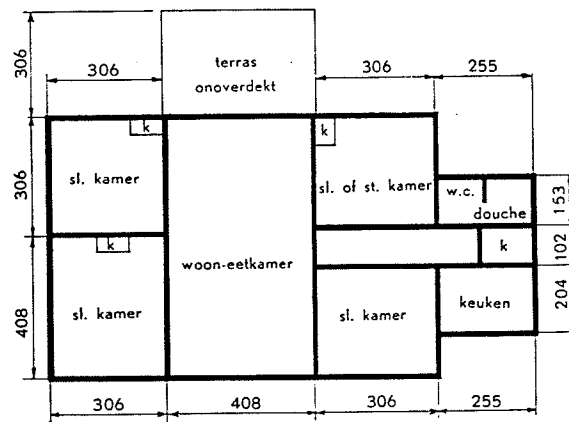 306
terras
onoverdekt
306
306
255
306
k
k
sl. kamer
sl. of st. kamer
w.c.
douche
153
woon-eetkamer
k
102
408
k
sl. kamer
sl. kamer
keuken
204
306
408
306
255